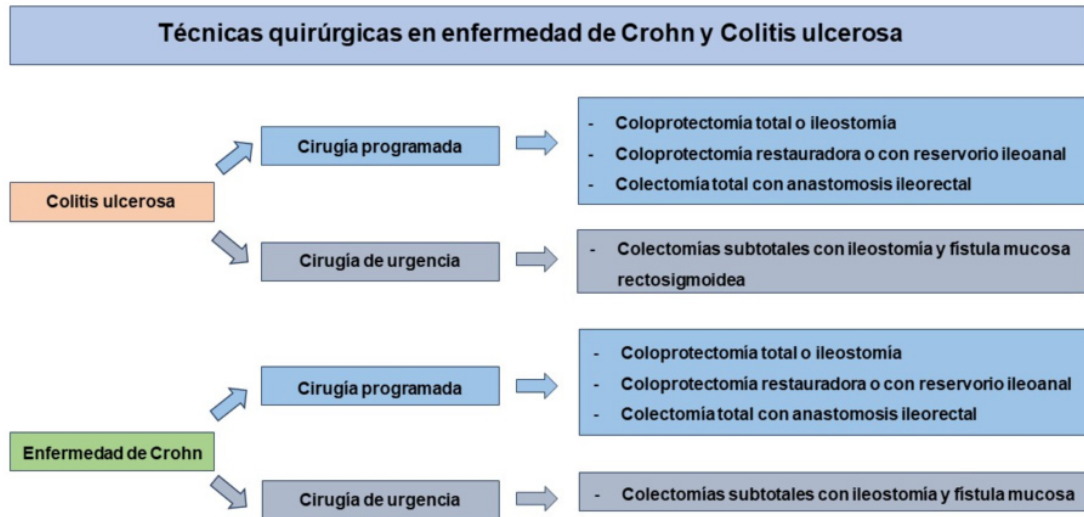 Técnicas quirúrgicas en enfermedad de Crohn y Colitis ulcerosa
Colitis ulcerosa
Cirugía programada
- Coloprotectomía total o ileostomía
- Coloprotectomía restauradora o con reservorio ileoanal
- Colectomía total con anastomosis ileorectal
Cirugía de urgencia
- Colectomías subtotales con ileostomía y fístula mucosa
rectosigmoidea
Enfermedad de Crohn
Cirugía programada
- Coloprotectomía total o ileostomía
- Coloprotectomía restauradora o con reservorio ileoanal
- Colectomía total con anastomosis ileorectal
Cirugía de urgencia
- Colectomías subtotales con ileostomía y fístula mucosa